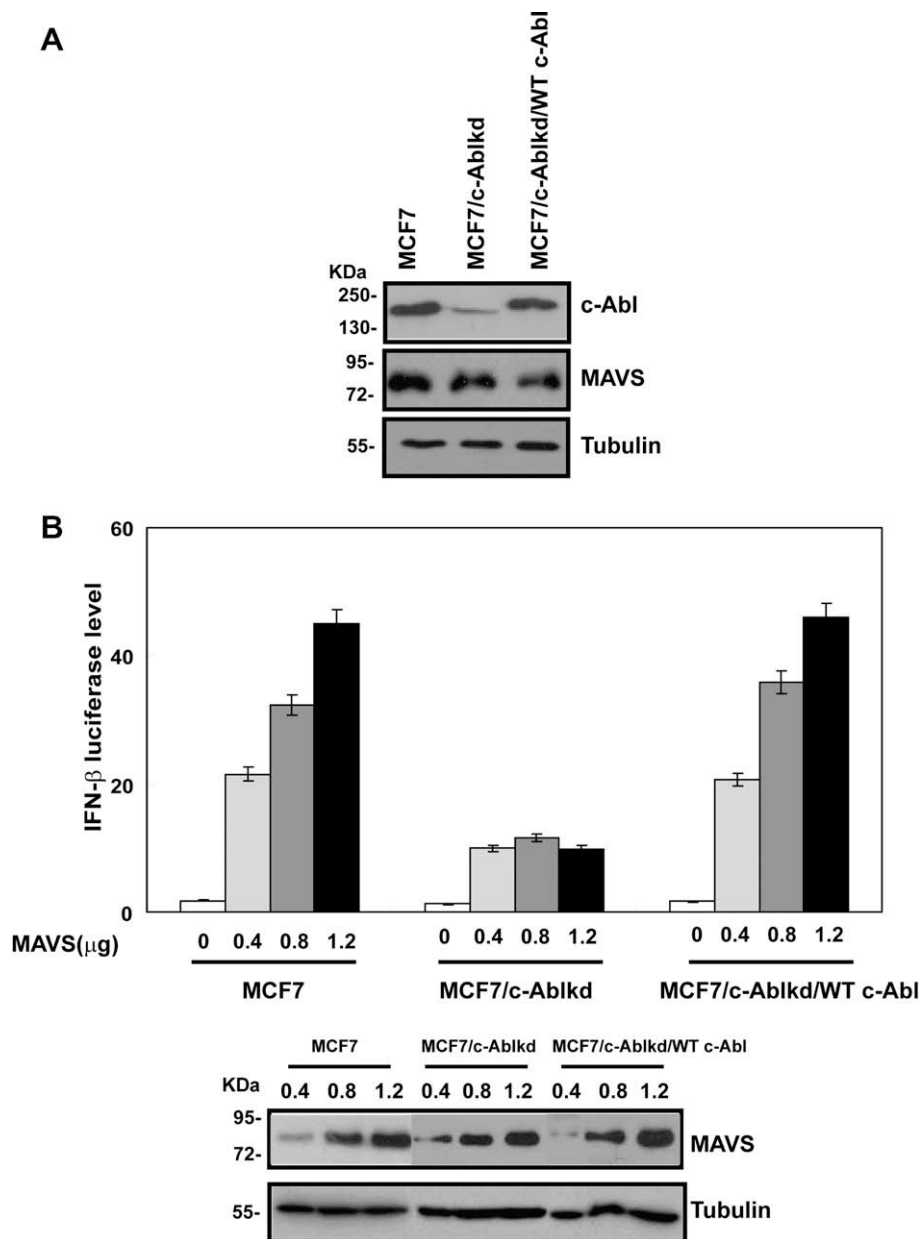 A
MCF7
MCF7/c-Ablkd
MCF7/c-Ablkd/WT c-Abl
KDa
250-
130-
c-Abl
95-
72-
MAVS
55-
Tubulin
B
60
40
20
0
IFN-β luciferase level
MAVS(μg)
0 0.4 0.8 1.2 0 0.4 0.8 1.2 0 0.4 0.8 1.2
MCF7 MCF7/c-Ablkd MCF7/c-Ablkd/WT c-Abl
MCF7 MCF7/c-Ablkd MCF7/c-Ablkd/WT c-Abl
KDa 0.4 0.8 1.2 0.4 0.8 1.2 0.4 0.8 1.2
95-
72-
MAVS
55-
Tubulin